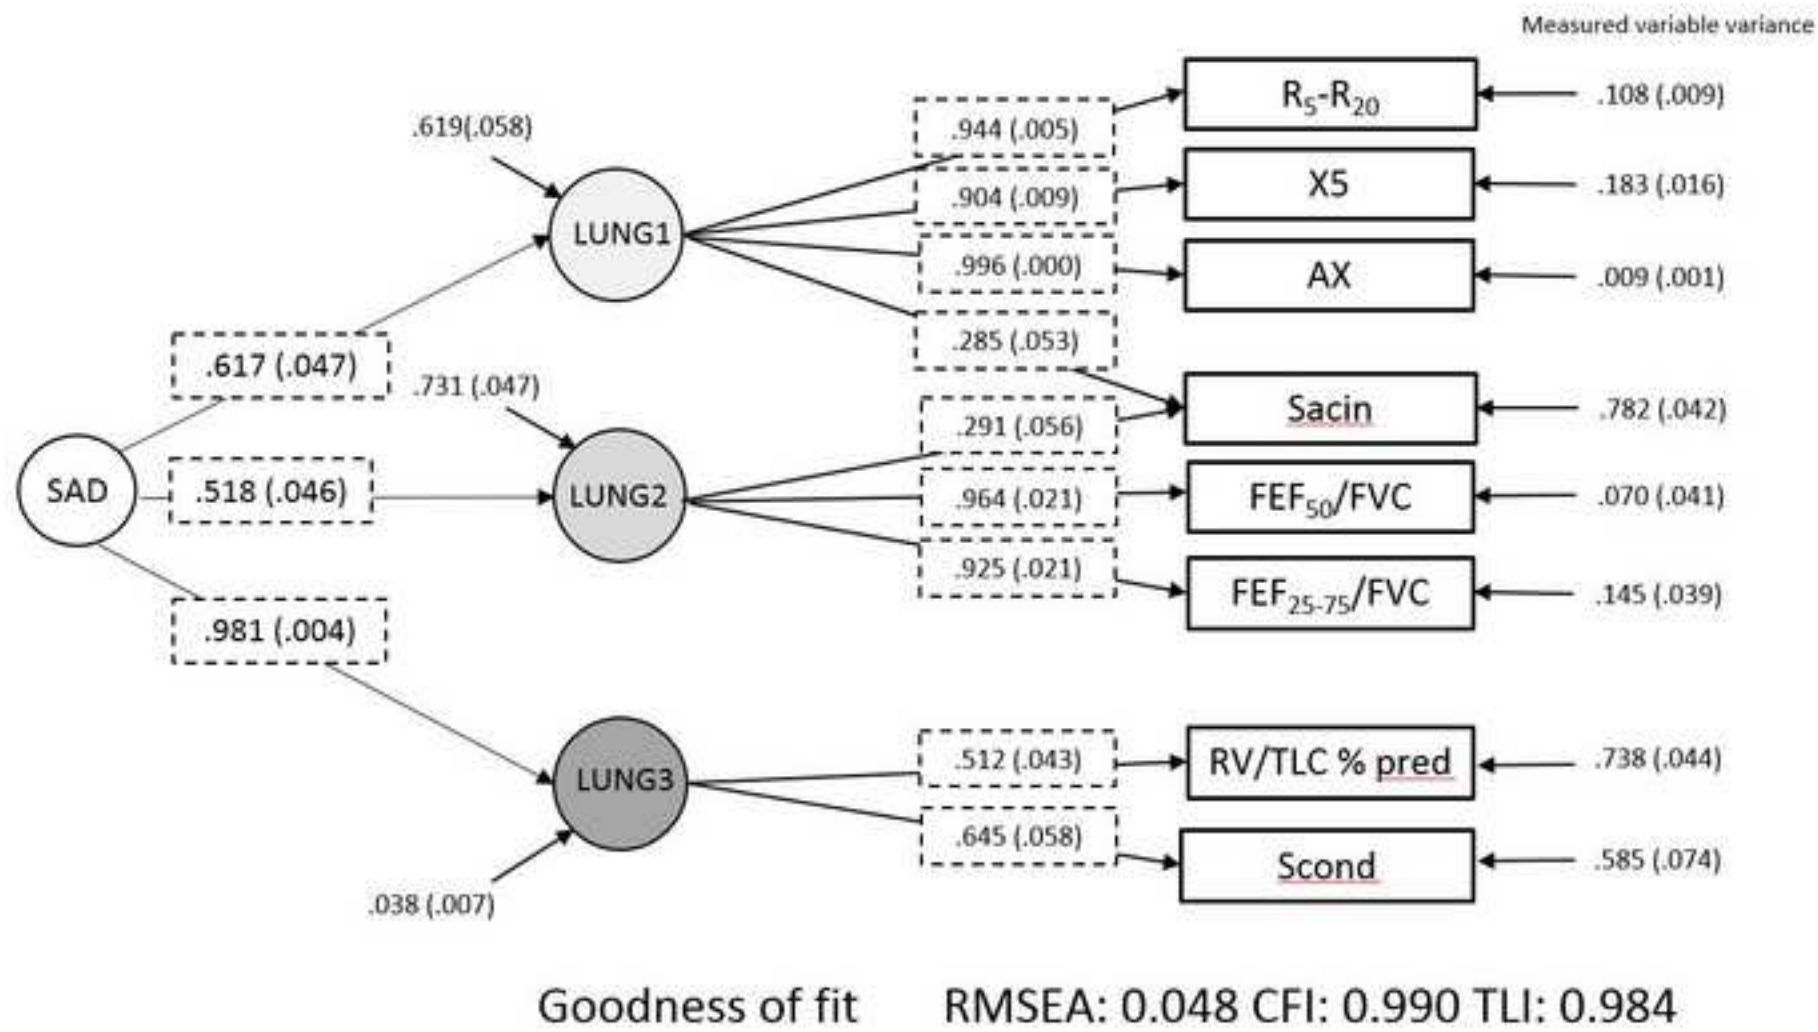 Measured variable variance
R5-R20
.108 (.009)
.944 (.005)
.619(.058)
X5
.183 (.016)
.904 (.009)
LUNG1
.996 (.000)
AX
.009 (.001)
.285 (.053)
.617 (.047)
.731 (.047)
Sacin
.782 (.042)
.291 (.056)
SAD
.518 (.046)
LUNG2
.964 (.021)
FEF50/FVC
.070 (.041)
.925 (.021)
FEF25-75/FVC
.145 (.039)
.981 (.004)
LUNG3
.512 (.043)
RV/TLC % pred
.738 (.044)
.645 (.058)
Scond
.585 (.074)
.038 (.007)
Goodness of fit RMSEA: 0.048 CFI: 0.990 TLI: 0.984